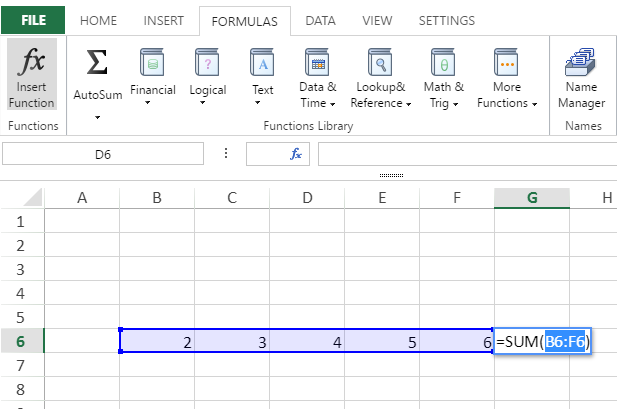 FILE HOME INSERT FORMULAS DATA VIEW SETTINGS
fx Σ ? A θ
Insert Function AutoSum Financial Logical Text Data & Time Lookup& Reference Math & Trig More Functions Name Manager
Functions Functions Library Names
D6 fx
A B C D E F G H
1
2
3
4
5
6 2 3 4 5 6 =SUM(B6:F6)
7
8